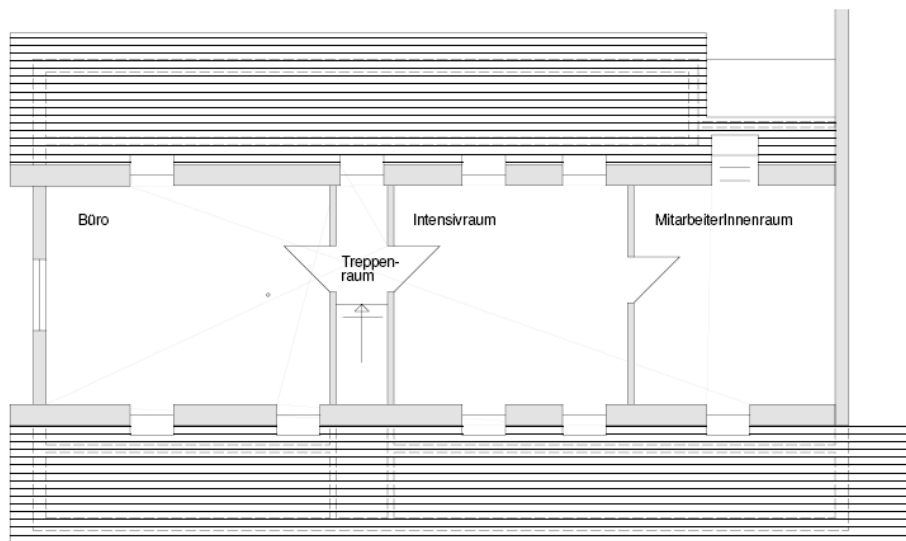 Büro
Intensivraum
MitarbeiterInnenraum
Treppen-
raum